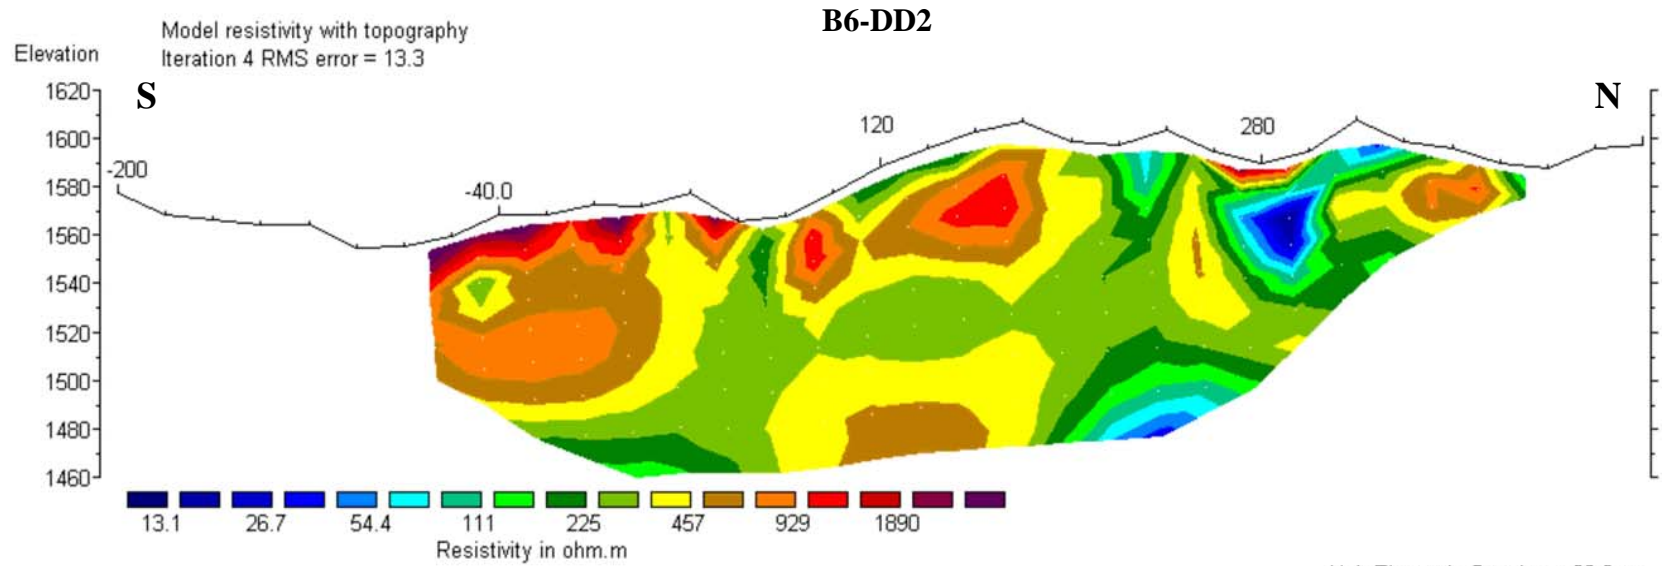 B6-DD2
Model resistivity with topography
Iteration 4 RMS error = 13.3
Elevation
1620
S
N
1600
120
280
1580
-200
-40.0
1560
1540
1520
1500
1480
1460
13.1 26.7 54.4 111 225 457 929 1890
Resistivity in ohm.m